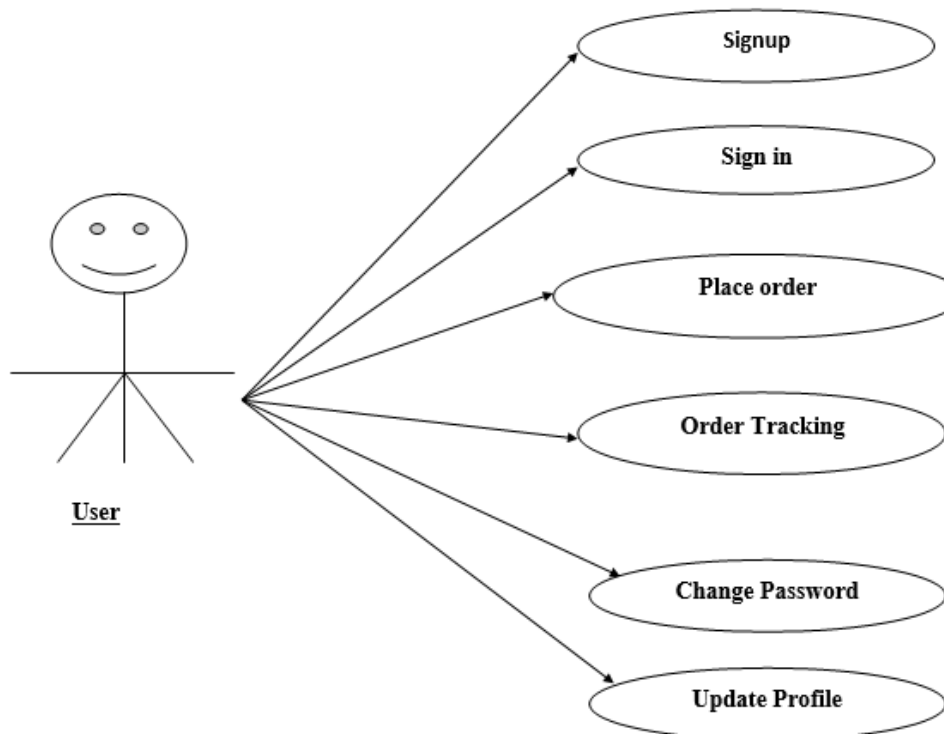 Signup
Sign in
Place order
Order Tracking
User
Change Password
Update Profile